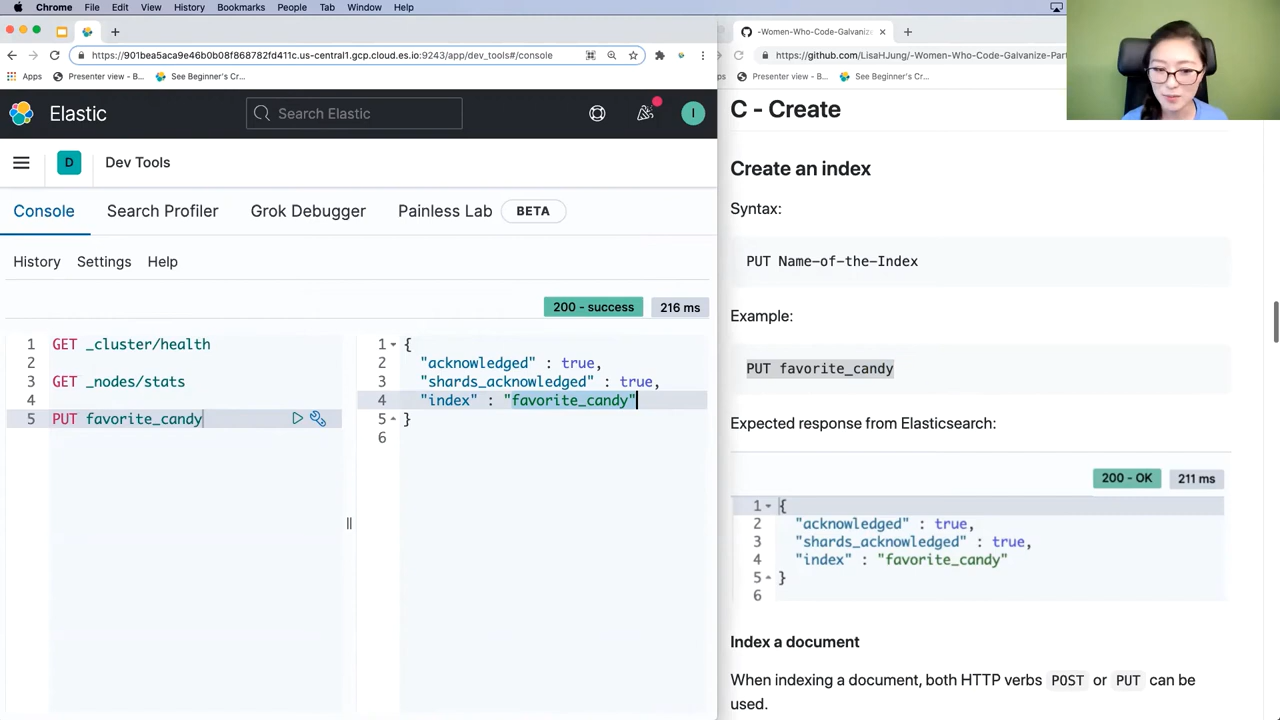 Chrome File Edit View History Bookmarks People Tab Window Help
https://901bea5aca9e46b0b08f868782fd411c.us-central1.gcp.cloud.es.io:9243/app/dev_tools#/console
Apps Presenter view - B... See Beginner's Cr...
Elastic
Search Elastic
I
D
Dev Tools
Console Search Profiler Grok Debugger Painless Lab BETA
History Settings Help
200 - success 216 ms
1 GET _cluster/health
2
3 GET _nodes/stats
4
5 PUT favorite_candy
1 {
2 "acknowledged" : true,
3 "shards_acknowledged" : true,
4 "index" : "favorite_candy"
5 }
6
-Women-Who-Code-Galvanize-Par
https://github.com/LisaHJung/-Women-Who-Code-Galvanize-Par
ps Presenter view - B... See Beginner's Cr...
C - Create
Create an index
Syntax:
PUT Name-of-the-Index
Example:
PUT favorite_candy
Expected response from Elasticsearch:
200 - OK 211 ms
1 {
2 "acknowledged" : true,
3 "shards_acknowledged" : true,
4 "index" : "favorite_candy"
5 }
6
Index a document
When indexing a document, both HTTP verbs POST or PUT can be
used.